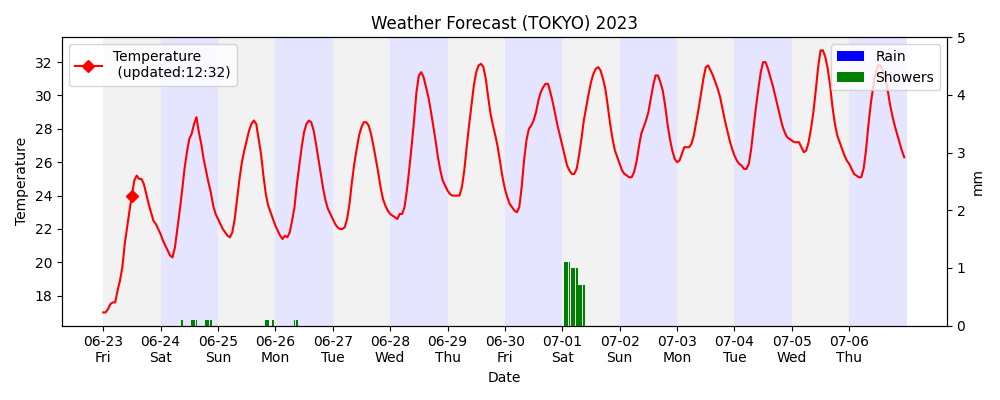 Weather Forecast (TOKYO) 2023
Temperature
(updated:12:32)
Rain
Showers
Temperature
32
30
28
26
24
22
20
18
5
4
3
2
1
0
mm
06-23 06-24 06-25 06-26 06-27 06-28 06-29 06-30 07-01 07-02 07-03 07-04 07-05 07-06
Fri Sat Sun Mon Tue Wed Thu Fri Sat Sun Mon Tue Wed Thu
Date